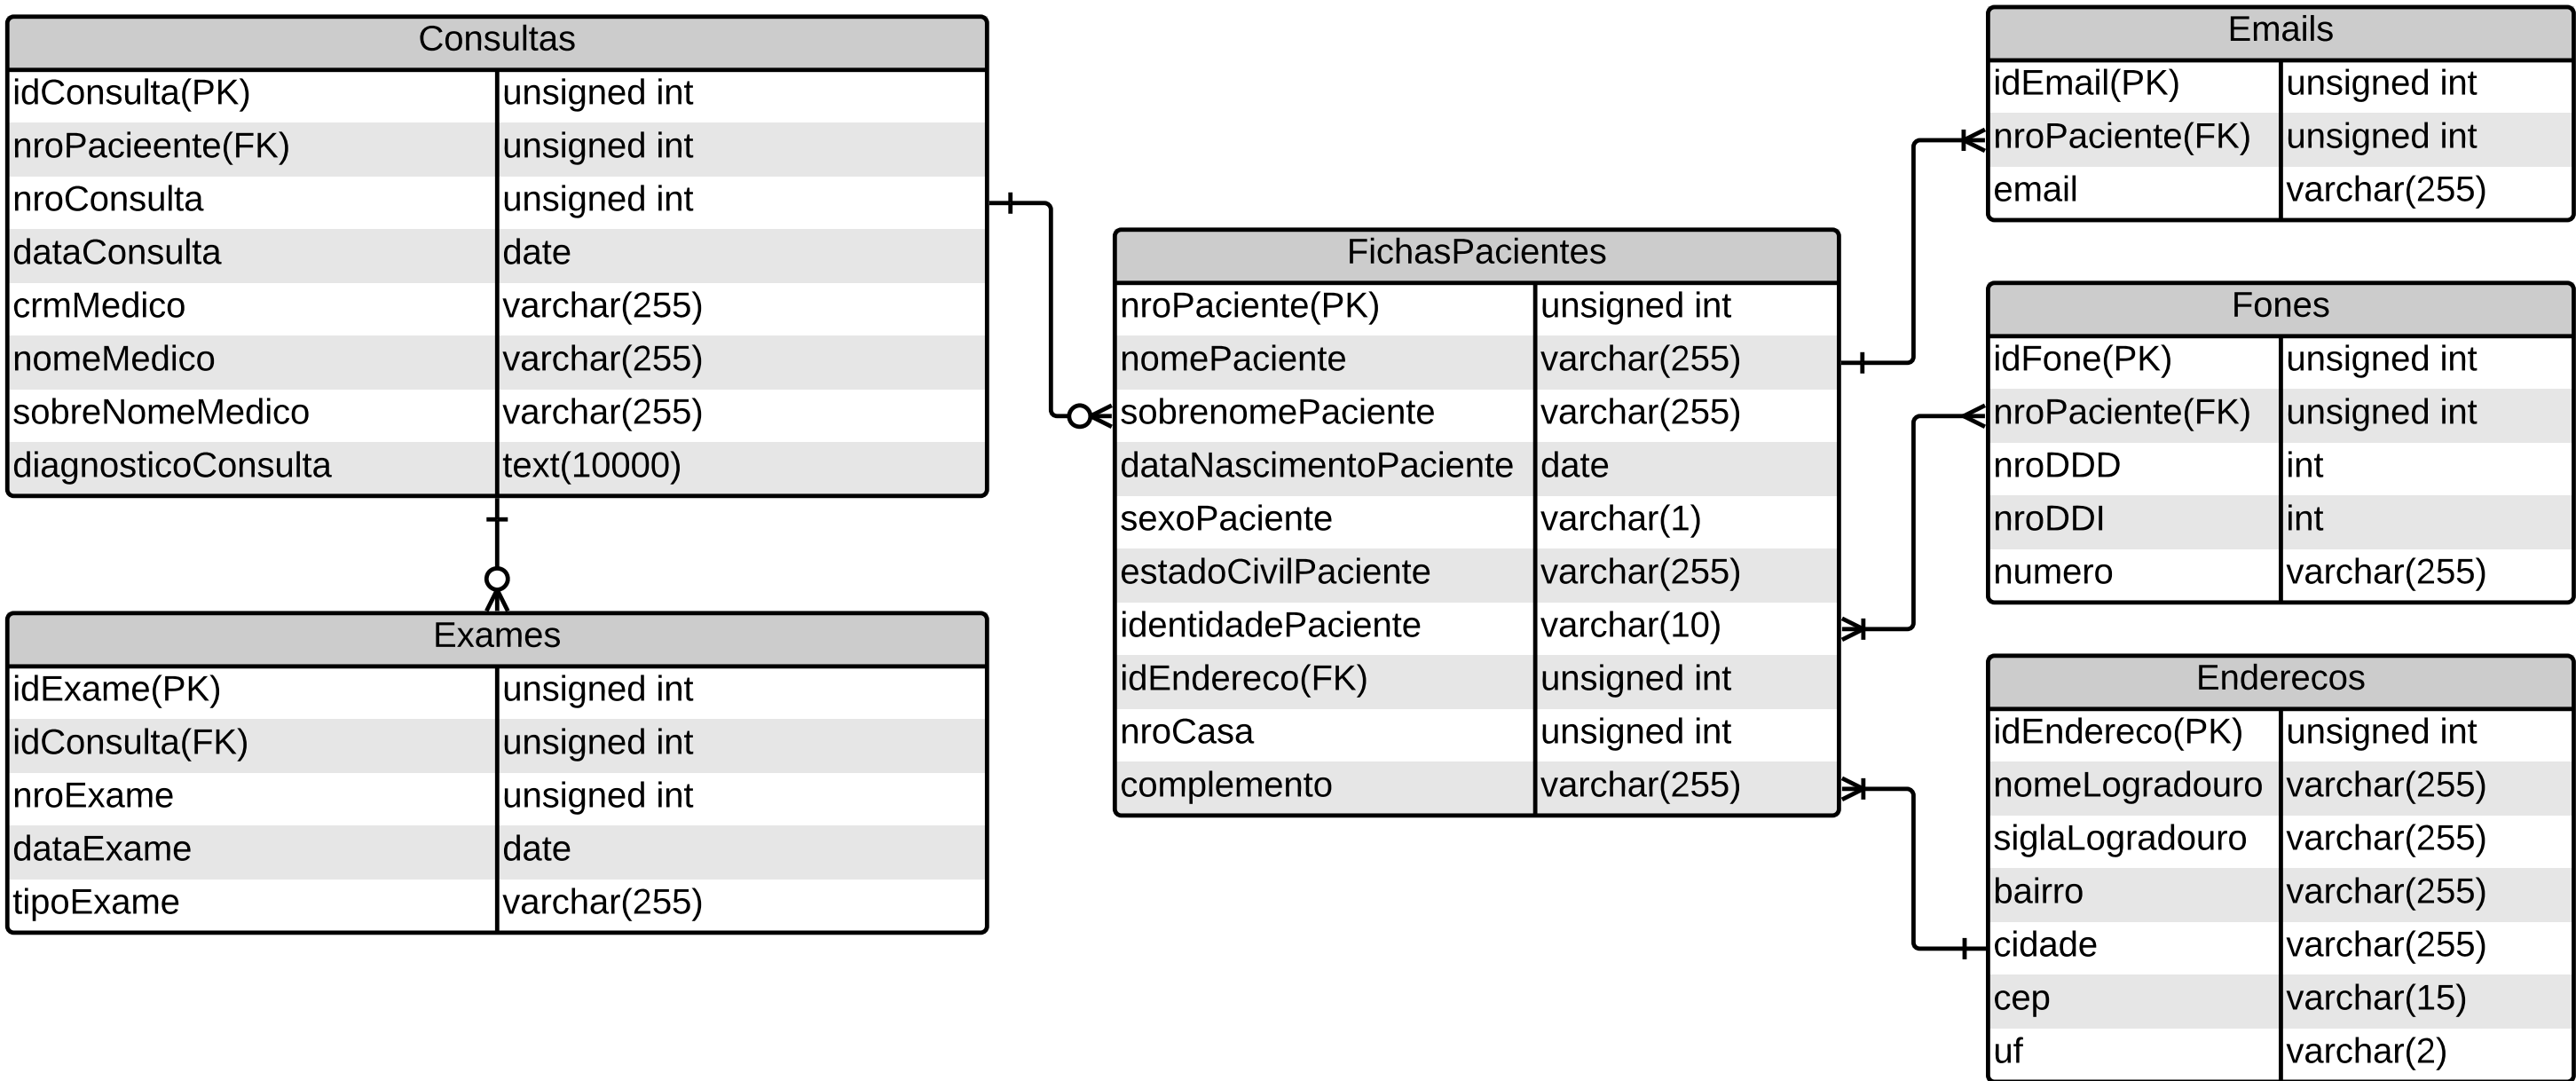 Consultas
idConsulta(PK) unsigned int
nroPacieente(FK) unsigned int
nroConsulta unsigned int
dataConsulta date
crmMedico varchar(255)
nomeMedico varchar(255)
sobreNomeMedico varchar(255)
diagnosticoConsulta text(10000)
Exames
idExame(PK) unsigned int
idConsulta(FK) unsigned int
nroExame unsigned int
dataExame date
tipoExame varchar(255)
FichasPacientes
nroPaciente(PK) unsigned int
nomePaciente varchar(255)
sobrenomePaciente varchar(255)
dataNascimentoPaciente date
sexoPaciente varchar(1)
estadoCivilPaciente varchar(255)
identidadePaciente varchar(10)
idEndereco(FK) unsigned int
nroCasa unsigned int
complemento varchar(255)
Emails
idEmail(PK) unsigned int
nroPaciente(FK) unsigned int
email varchar(255)
Fones
idFone(PK) unsigned int
nroPaciente(FK) unsigned int
nroDDD int
nroDDI int
numero varchar(255)
Enderecos
idEndereco(PK) unsigned int
nomeLogradouro varchar(255)
siglaLogradouro varchar(255)
bairro varchar(255)
cidade varchar(255)
cep varchar(15)
uf varchar(2)